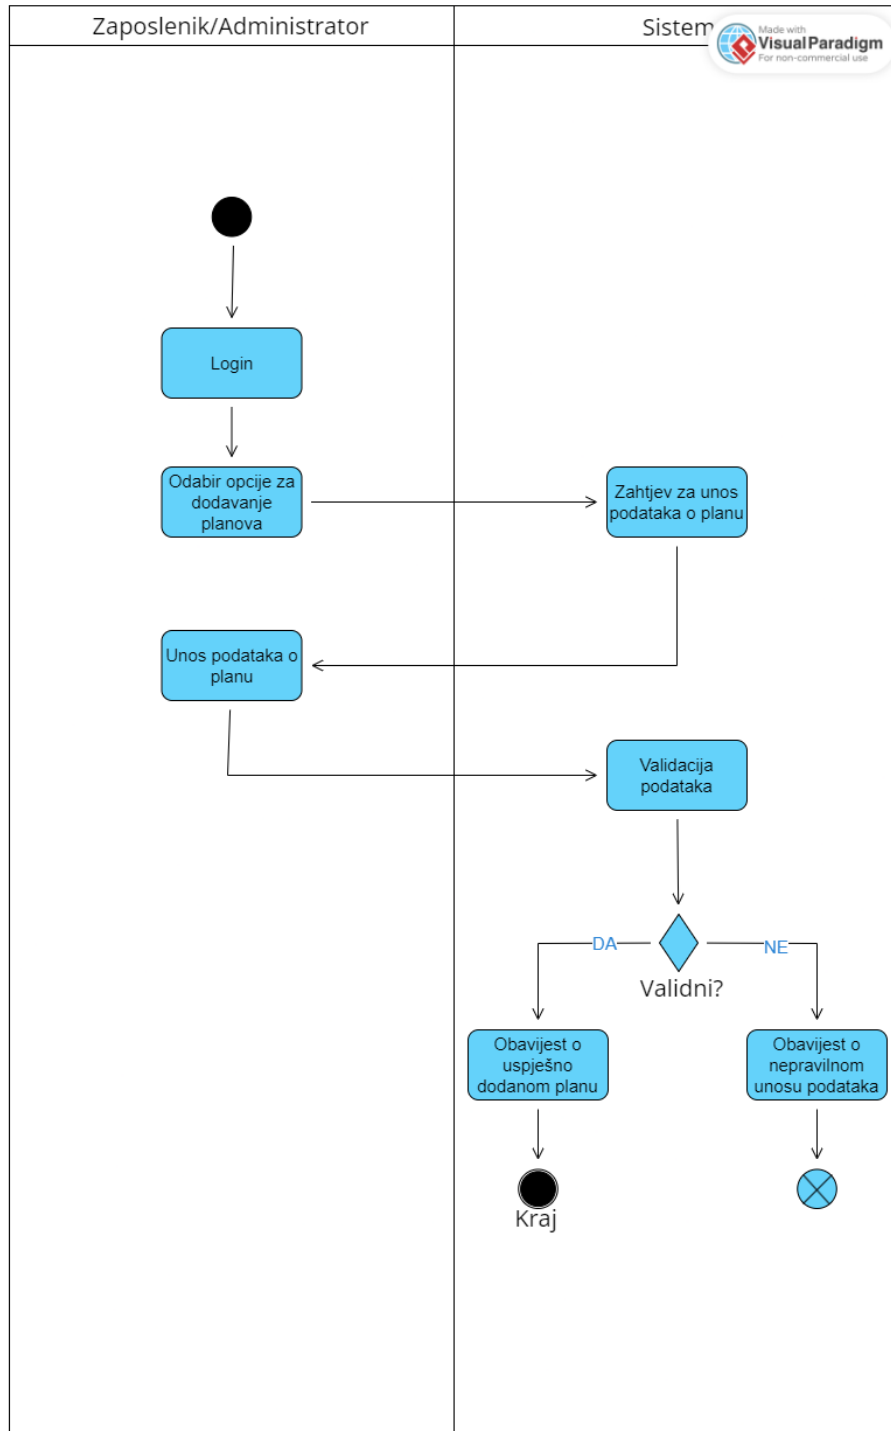 Zaposlenik/Administrator
Sistem
Made with
Visual Paradigm
For non-commercial use
Login
Odabir opcije za
dodavanje
planova
Zahtjev za unos
podataka o planu
Unos podataka o
planu
Validacija
podataka
DA
NE
Validni?
Obavijest o
uspješno
dodanom planu
Obavijest o
nepravilnom
unosu podataka
Kraj